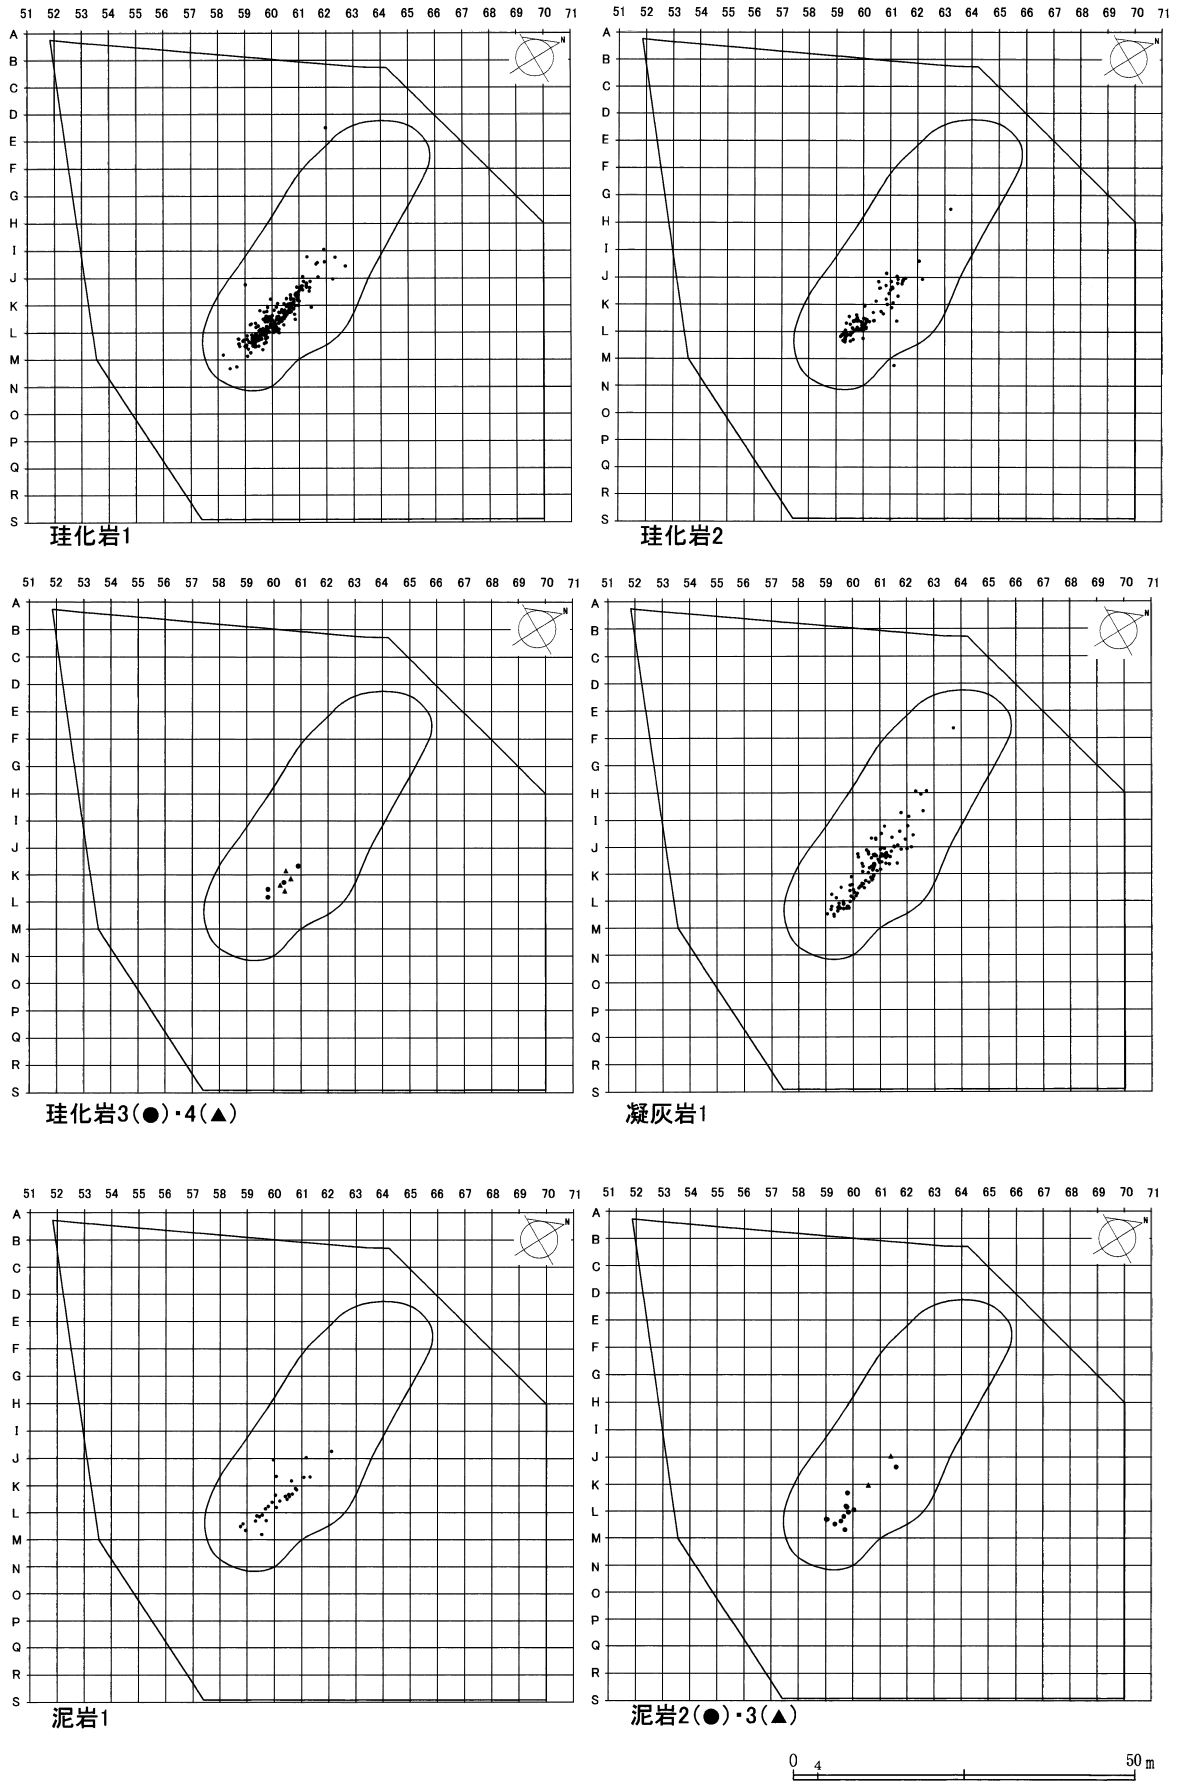 51 52 53 54 55 56 57 58 59 60 61 62 63 64 65 66 67 68 69 70 71
A
B
C
D
E
F
G
H
I
J
K
L
M
N
O
P
Q
R
S
N
珪化岩1
51 52 53 54 55 56 57 58 59 60 61 62 63 64 65 66 67 68 69 70 71
A
B
C
D
E
F
G
H
I
J
K
L
M
N
O
P
Q
R
S
N
珪化岩2
51 52 53 54 55 56 57 58 59 60 61 62 63 64 65 66 67 68 69 70 71
A
B
C
D
E
F
G
H
I
J
K
L
M
N
O
P
Q
R
S
N
珪化岩3(●)・4(▲)
51 52 53 54 55 56 57 58 59 60 61 62 63 64 65 66 67 68 69 70 71
A
B
C
D
E
F
G
H
I
J
K
L
M
N
O
P
Q
R
S
N
凝灰岩1
51 52 53 54 55 56 57 58 59 60 61 62 63 64 65 66 67 68 69 70 71
A
B
C
D
E
F
G
H
I
J
K
L
M
N
O
P
Q
R
S
N
泥岩1
51 52 53 54 55 56 57 58 59 60 61 62 63 64 65 66 67 68 69 70 71
A
B
C
D
E
F
G
H
I
J
K
L
M
N
O
P
Q
R
S
N
泥岩2(●)・3(▲)
0 4 50m